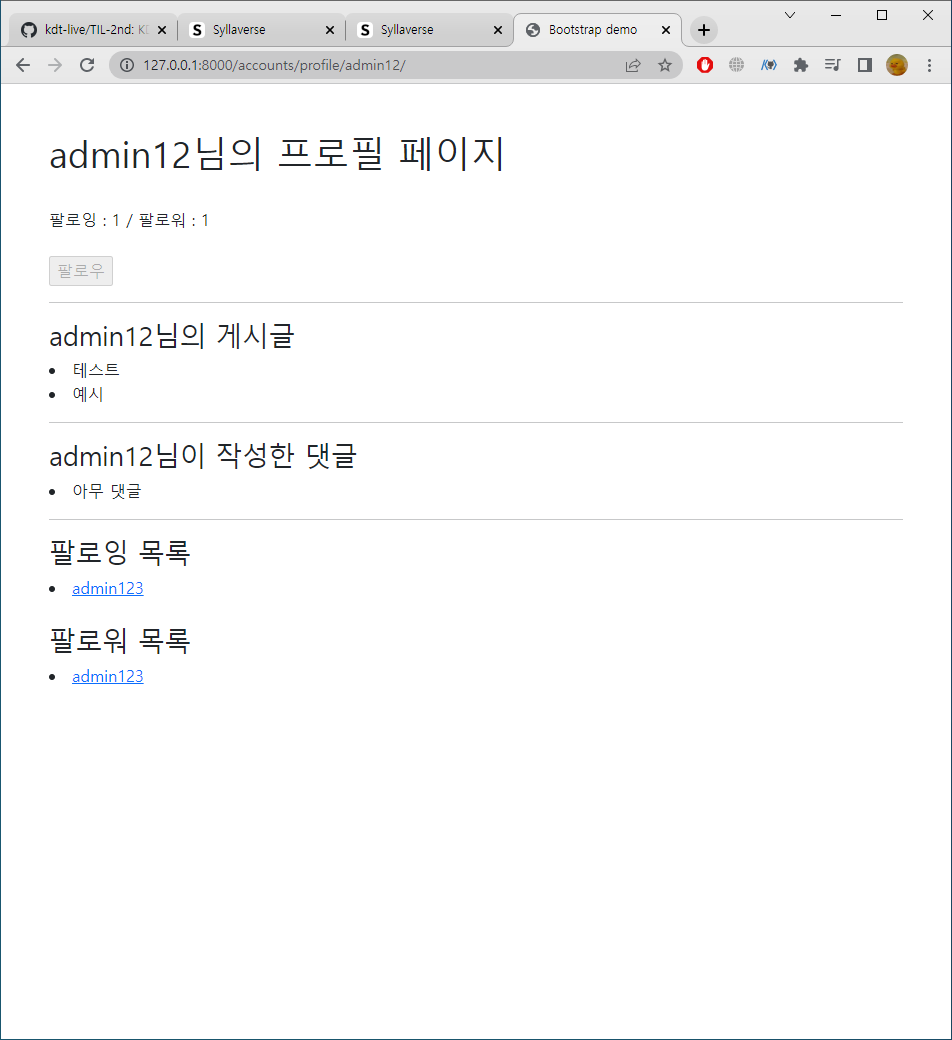 kdt-live/TIL-2nd: KD
Syllaverse
Syllaverse
Bootstrap demo
127.0.0.1:8000/accounts/profile/admin12/
admin12님의 프로필 페이지
팔로잉 : 1 / 팔로워 : 1
팔로우
admin12님의 게시글
테스트
예시
admin12님이 작성한 댓글
아무 댓글
팔로잉 목록
admin123
팔로워 목록
admin123